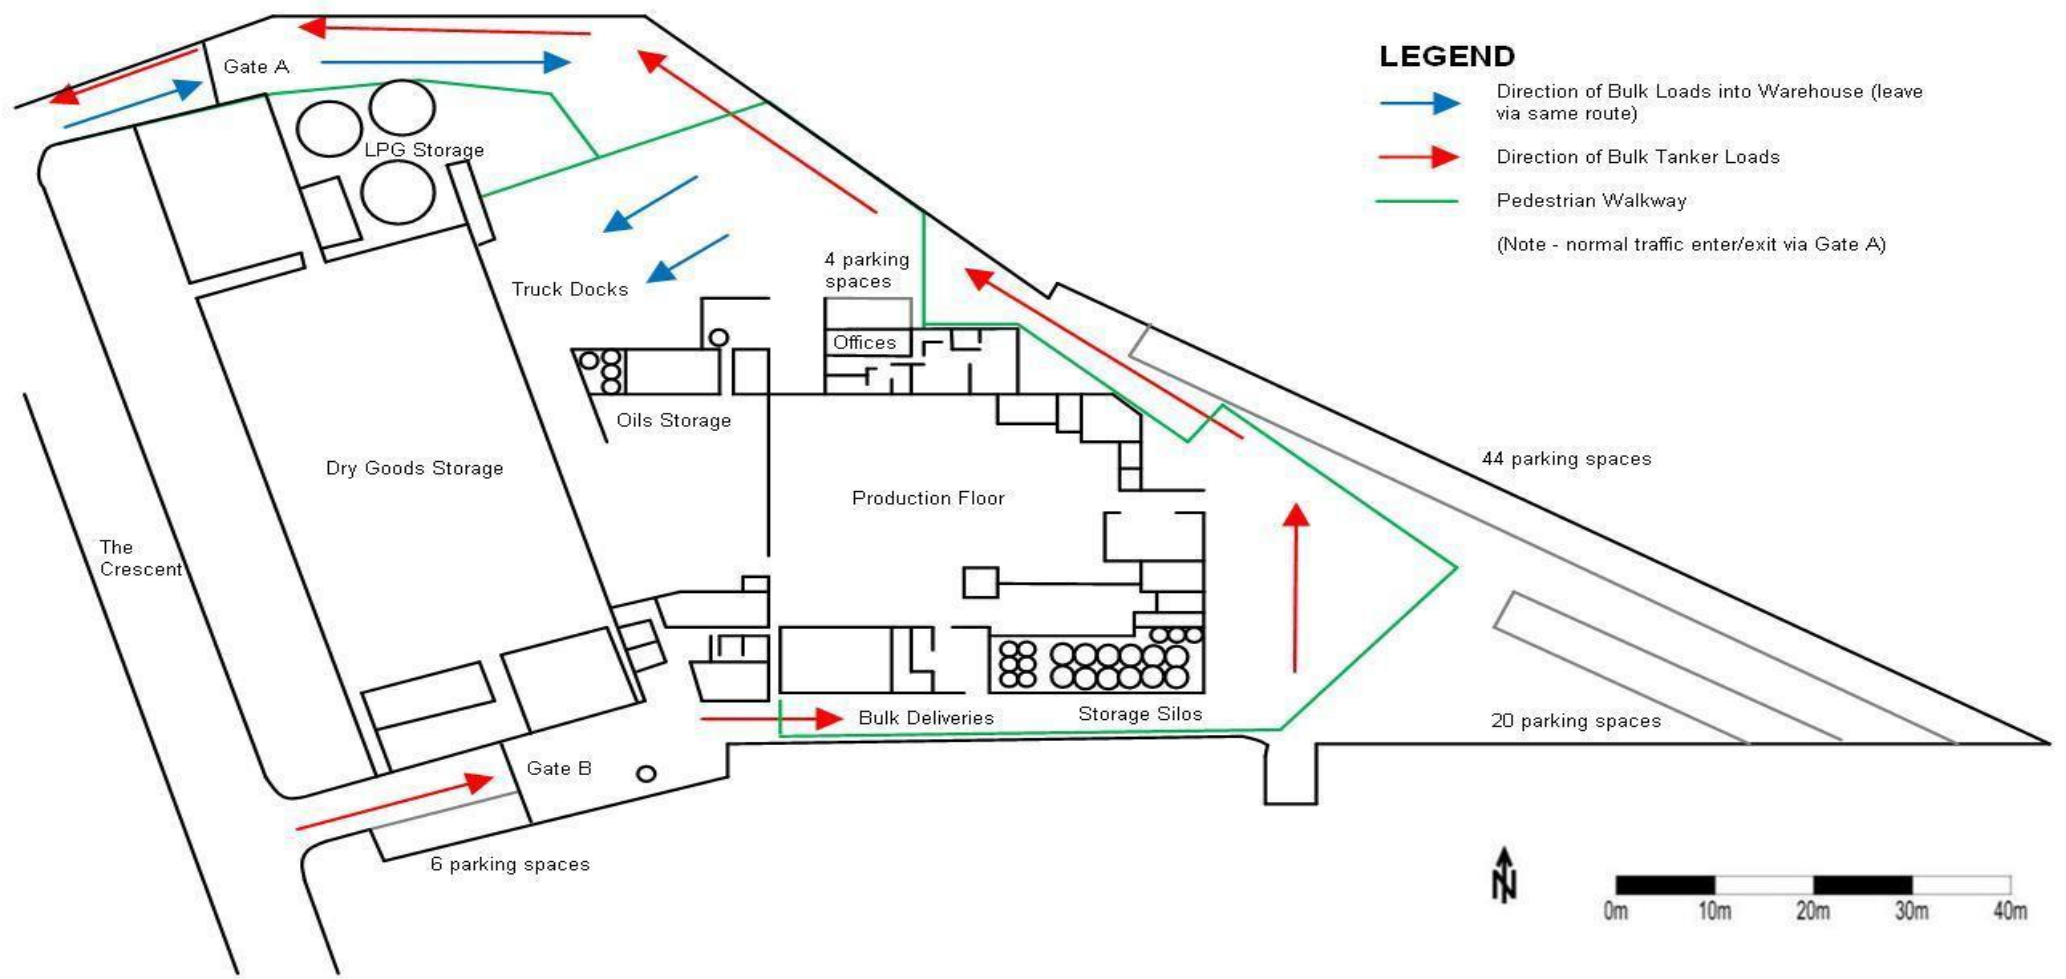 LEGEND
Direction of Bulk Loads into Warehouse (leave
via same route)
Direction of Bulk Tanker Loads
Pedestrian Walkway
(Note - normal traffic enter/exit via Gate A)
Gate A
LPG Storage
4 parking
spaces
Truck Docks
Offices
Oils Storage
44 parking spaces
Dry Goods Storage
Production Floor
The
Crescent
Bulk Deliveries
Storage Silos
20 parking spaces
Gate B
6 parking spaces
N
0m 10m 20m 30m 40m